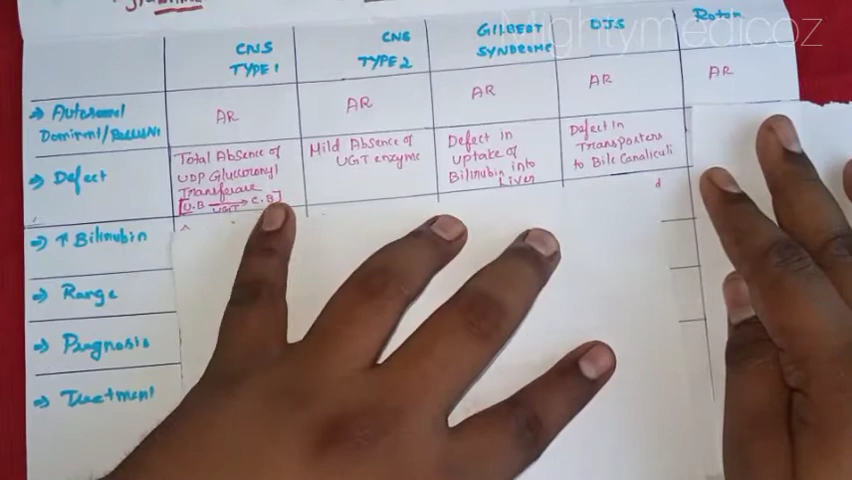 Mightymedicoz
CNS
TYPE 1
CNS
TYPE 2
GILBERT
SYNDROME
DJS
Rotor
→ Autosomal
Dominant/Recessive
AR
AR
AR
AR
AR
→ Defect
Total Absence of
UDP Glucoronyl
Transferase
[U.B → C.B]
UGT
Mild Absence of
UGT enzyme
Defect in
uptake of
Bilirubin into
Liver
Defect In
Transporters
to Bile Canaliculi
d
→ ↑ Bilirubin
→ Range
→ Prognosis
→ Treatment